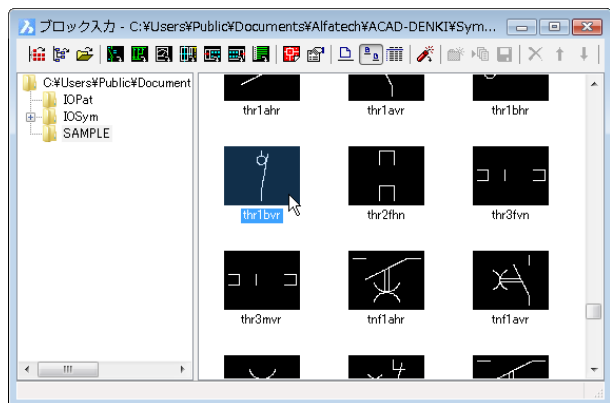 ブロック入力 - C:¥Users¥Public¥Documents¥Alfatech¥ACAD-DENKI¥Sym...
C:¥Users¥Public¥Document
IOPat
IOSym
SAMPLE
thr1ahr thr1avr thr1bhr
thr1bvr thr2fhn thr3fvn
thr3mvr tnf1ahr tnf1avr